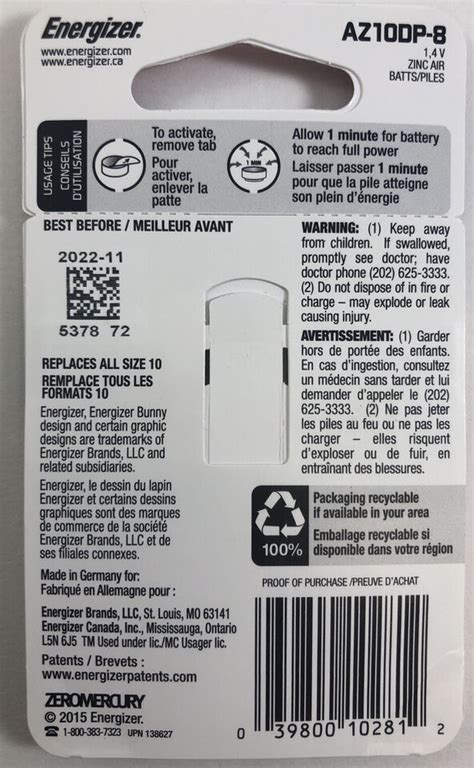 Energizer.
www.energizer.com
www.energizer.ca
AZ10DP-8
1,4 V
ZINC AIR
BATTS/PILES
USAGE TIPS
CONSEILS
D'UTILISATION
To activate,
remove tab
Pour
activer,
enlever la
patte
1 MIN
Allow 1 minute for battery
to reach full power
Laisser passer 1 minute
pour que la pile atteigne
son plein d'énergie
BEST BEFORE / MEILLEUR AVANT
2022-11
5378 72
REPLACES ALL SIZE 10
REMPLACE TOUS LES
FORMATS 10
Energizer, Energizer Bunny
design and certain graphic
designs are trademarks of
Energizer Brands, LLC and
related subsidiaries.
Energizer, le dessin du lapin
Energizer et certains dessins
graphiques sont des marques
de commerce de la société
Energizer Brands, LLC et de
ses filiales connexes.
Made in Germany for:
Fabriqué en Allemagne pour :
Energizer Brands, LLC, St. Louis, MO 63141
Energizer Canada, Inc., Mississauga, Ontario
L5N 6J5 TM Used under lic./MC Usager lic.
Patents / Brevets :
www.energizerpatents.com
ZEROMERCURY
© 2015 Energizer.
1-800-383-7323 UPN 138627
WARNING: (1) Keep away
from children. If swallowed,
promptly see doctor; have
doctor phone (202) 625-3333.
(2) Do not dispose of in fire or
charge – may explode or leak
causing injury.
AVERTISSEMENT: (1) Garder
hors de portée des enfants.
En cas d'ingestion, consultez
un médecin sans tarder et lui
demander d'appeler le (202)
625-3333. (2) Ne pas jeter
les piles au feu ou ne pas les
charger – elles risquent
d'exploser ou de fuir, en
entraînant des blessures.
100%
Packaging recyclable
if available in your area
Emballage recyclable si
disponible dans votre région
PROOF OF PURCHASE/PREUVE D'ACHAT
0 39800 10281 2